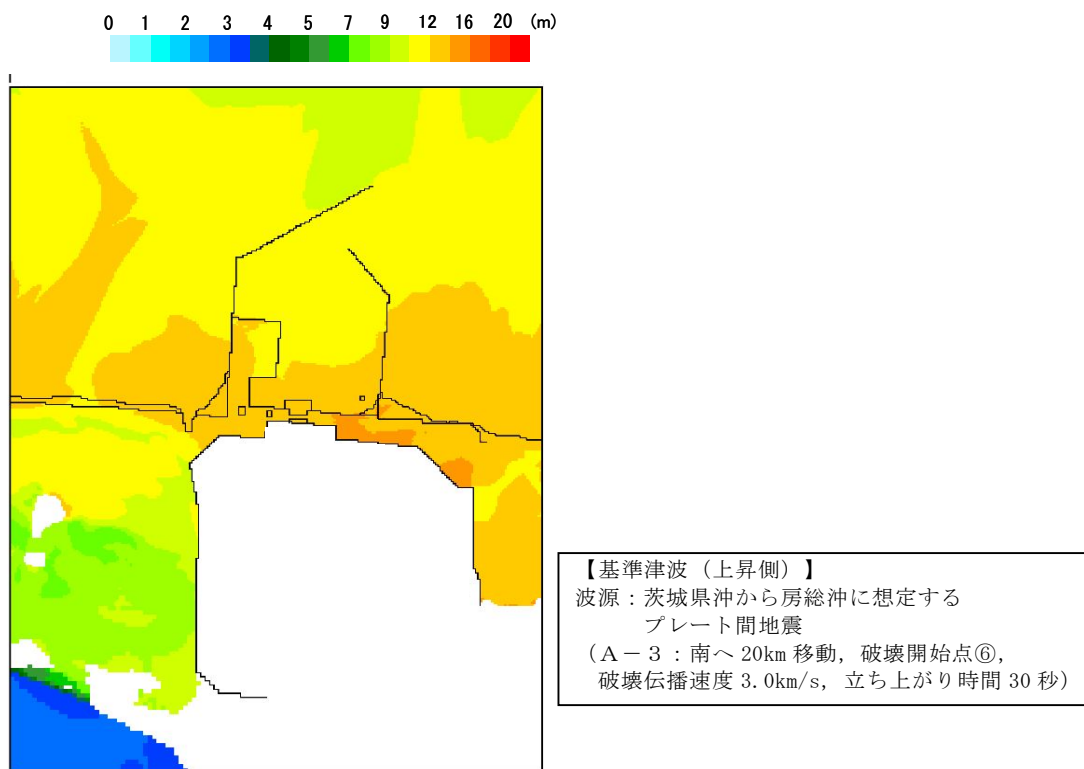 0 1 2 3 4 5 7 9 12 16 20 (m)
【基準津波（上昇側）】
波源：茨城県沖から房総沖に想定する
プレート間地震
（Ａ－３：南へ 20km 移動，破壊開始点⑥，
破壊伝播速度 3.0km/s，立ち上がり時間 30 秒）